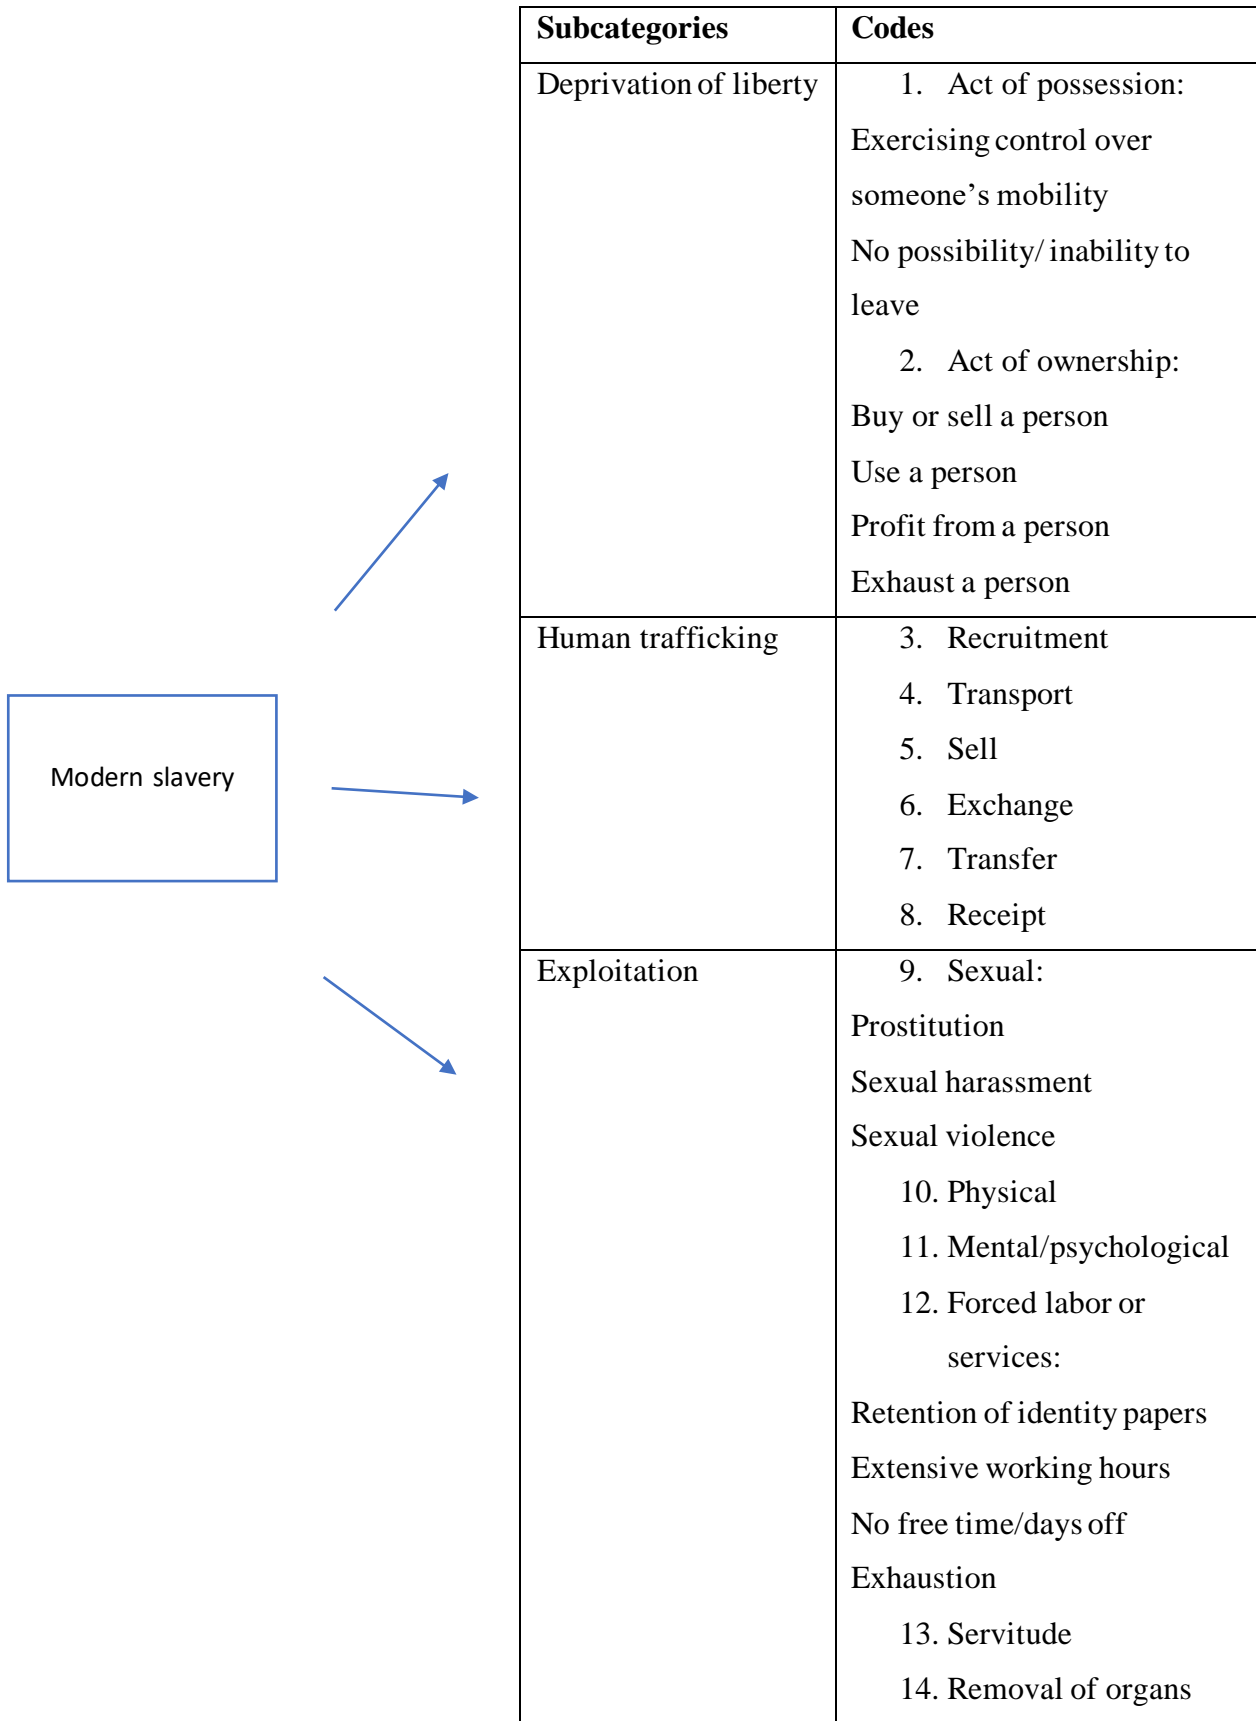 Subcategories
Codes
Deprivation of liberty
1. Act of possession:
Exercising control over
someone’s mobility
No possibility/ inability to
leave
2. Act of ownership:
Buy or sell a person
Use a person
Profit from a person
Exhaust a person
Human trafficking
3. Recruitment
4. Transport
5. Sell
6. Exchange
7. Transfer
8. Receipt
Modern slavery
Exploitation
9. Sexual:
Prostitution
Sexual harassment
Sexual violence
10. Physical
11. Mental/psychological
12. Forced labor or
services:
Retention of identity papers
Extensive working hours
No free time/days off
Exhaustion
13. Servitude
14. Removal of organs